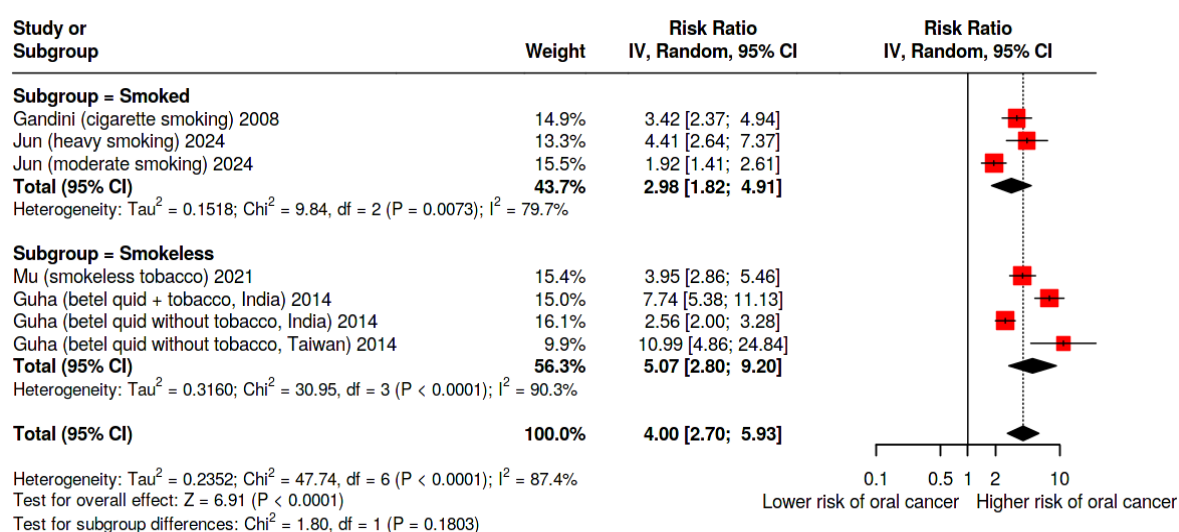 Study or Risk Ratio Risk Ratio
Subgroup Weight IV, Random, 95% CI IV, Random, 95% CI
Subgroup = Smoked
Gandini (cigarette smoking) 2008 14.9% 3.42 [2.37; 4.94]
Jun (heavy smoking) 2024 13.3% 4.41 [2.64; 7.37]
Jun (moderate smoking) 2024 15.5% 1.92 [1.41; 2.61]
Total (95% CI) 43.7% 2.98 [1.82; 4.91]
Heterogeneity: Tau² = 0.1518; Chi² = 9.84, df = 2 (P = 0.0073); I² = 79.7%
Subgroup = Smokeless
Mu (smokeless tobacco) 2021 15.4% 3.95 [2.86; 5.46]
Guha (betel quid + tobacco, India) 2014 15.0% 7.74 [5.38; 11.13]
Guha (betel quid without tobacco, India) 2014 16.1% 2.56 [2.00; 3.28]
Guha (betel quid without tobacco, Taiwan) 2014 9.9% 10.99 [4.86; 24.84]
Total (95% CI) 56.3% 5.07 [2.80; 9.20]
Heterogeneity: Tau² = 0.3160; Chi² = 30.95, df = 3 (P < 0.0001); I² = 90.3%
Total (95% CI) 100.0% 4.00 [2.70; 5.93]
Heterogeneity: Tau² = 0.2352; Chi² = 47.74, df = 6 (P < 0.0001); I² = 87.4%
0.1 0.5 1 2 10
Test for overall effect: Z = 6.91 (P < 0.0001)
Lower risk of oral cancer Higher risk of oral cancer
Test for subgroup differences: Chi² = 1.80, df = 1 (P = 0.1803)